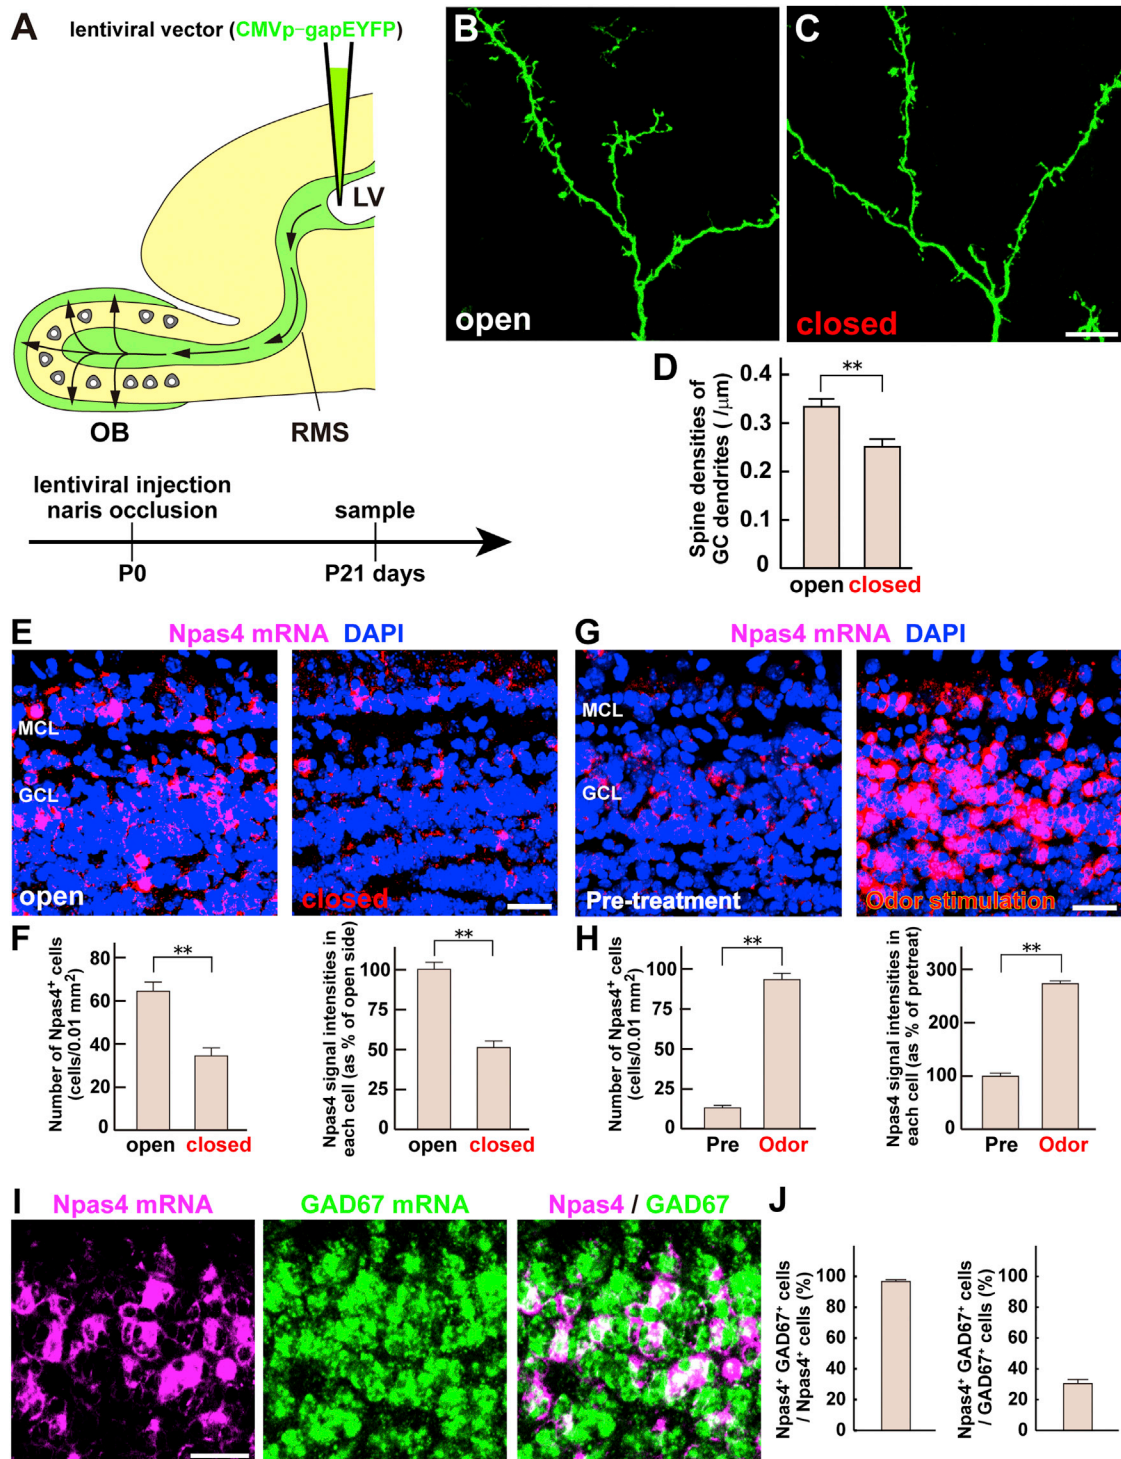 A
lentiviral vector (CMVp-gapEYFP)
LV
OB
RMS
lentiviral injection
naris occlusion
sample
P0
P21 days
B
open
C
closed
D
Spine densities of
GC dendrites ( /μm)
0.4
0.3
0.2
0.1
0
**
open
closed
E
Npas4 mRNA DAPI
MCL
GCL
open
closed
G
Npas4 mRNA DAPI
MCL
GCL
Pre-treatment
Odor stimulation
F
Number of Npas4+ cells
(cells/0.01 mm2)
80
60
40
20
0
**
open
closed
Npas4 signal intensities in
each cell (as % of open side)
100
75
50
25
0
**
open
closed
H
Number of Npas4+ cells
(cells/0.01 mm2)
100
75
50
25
0
**
Pre
Odor
Npas4 signal intensities in
each cell (as % of pretreat)
300
200
100
0
**
Pre
Odor
I
Npas4 mRNA
GAD67 mRNA
Npas4 / GAD67
J
Npas4+ GAD67+ cells
/ Npas4+ cells (%)
100
80
60
40
20
0
Npas4+ GAD67+ cells
/ GAD67+ cells (%)
100
80
60
40
20
0